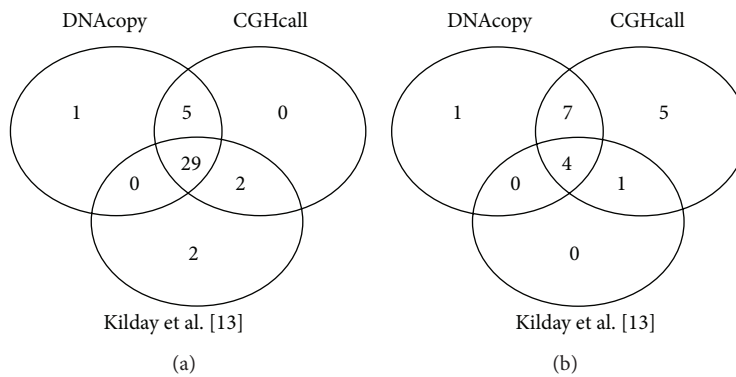 DNAcopy CGHcall
1 5 0
29
0 2
2
Kilday et al. [13]
(a)
DNAcopy CGHcall
1 7 5
4
0 1
0
Kilday et al. [13]
(b)